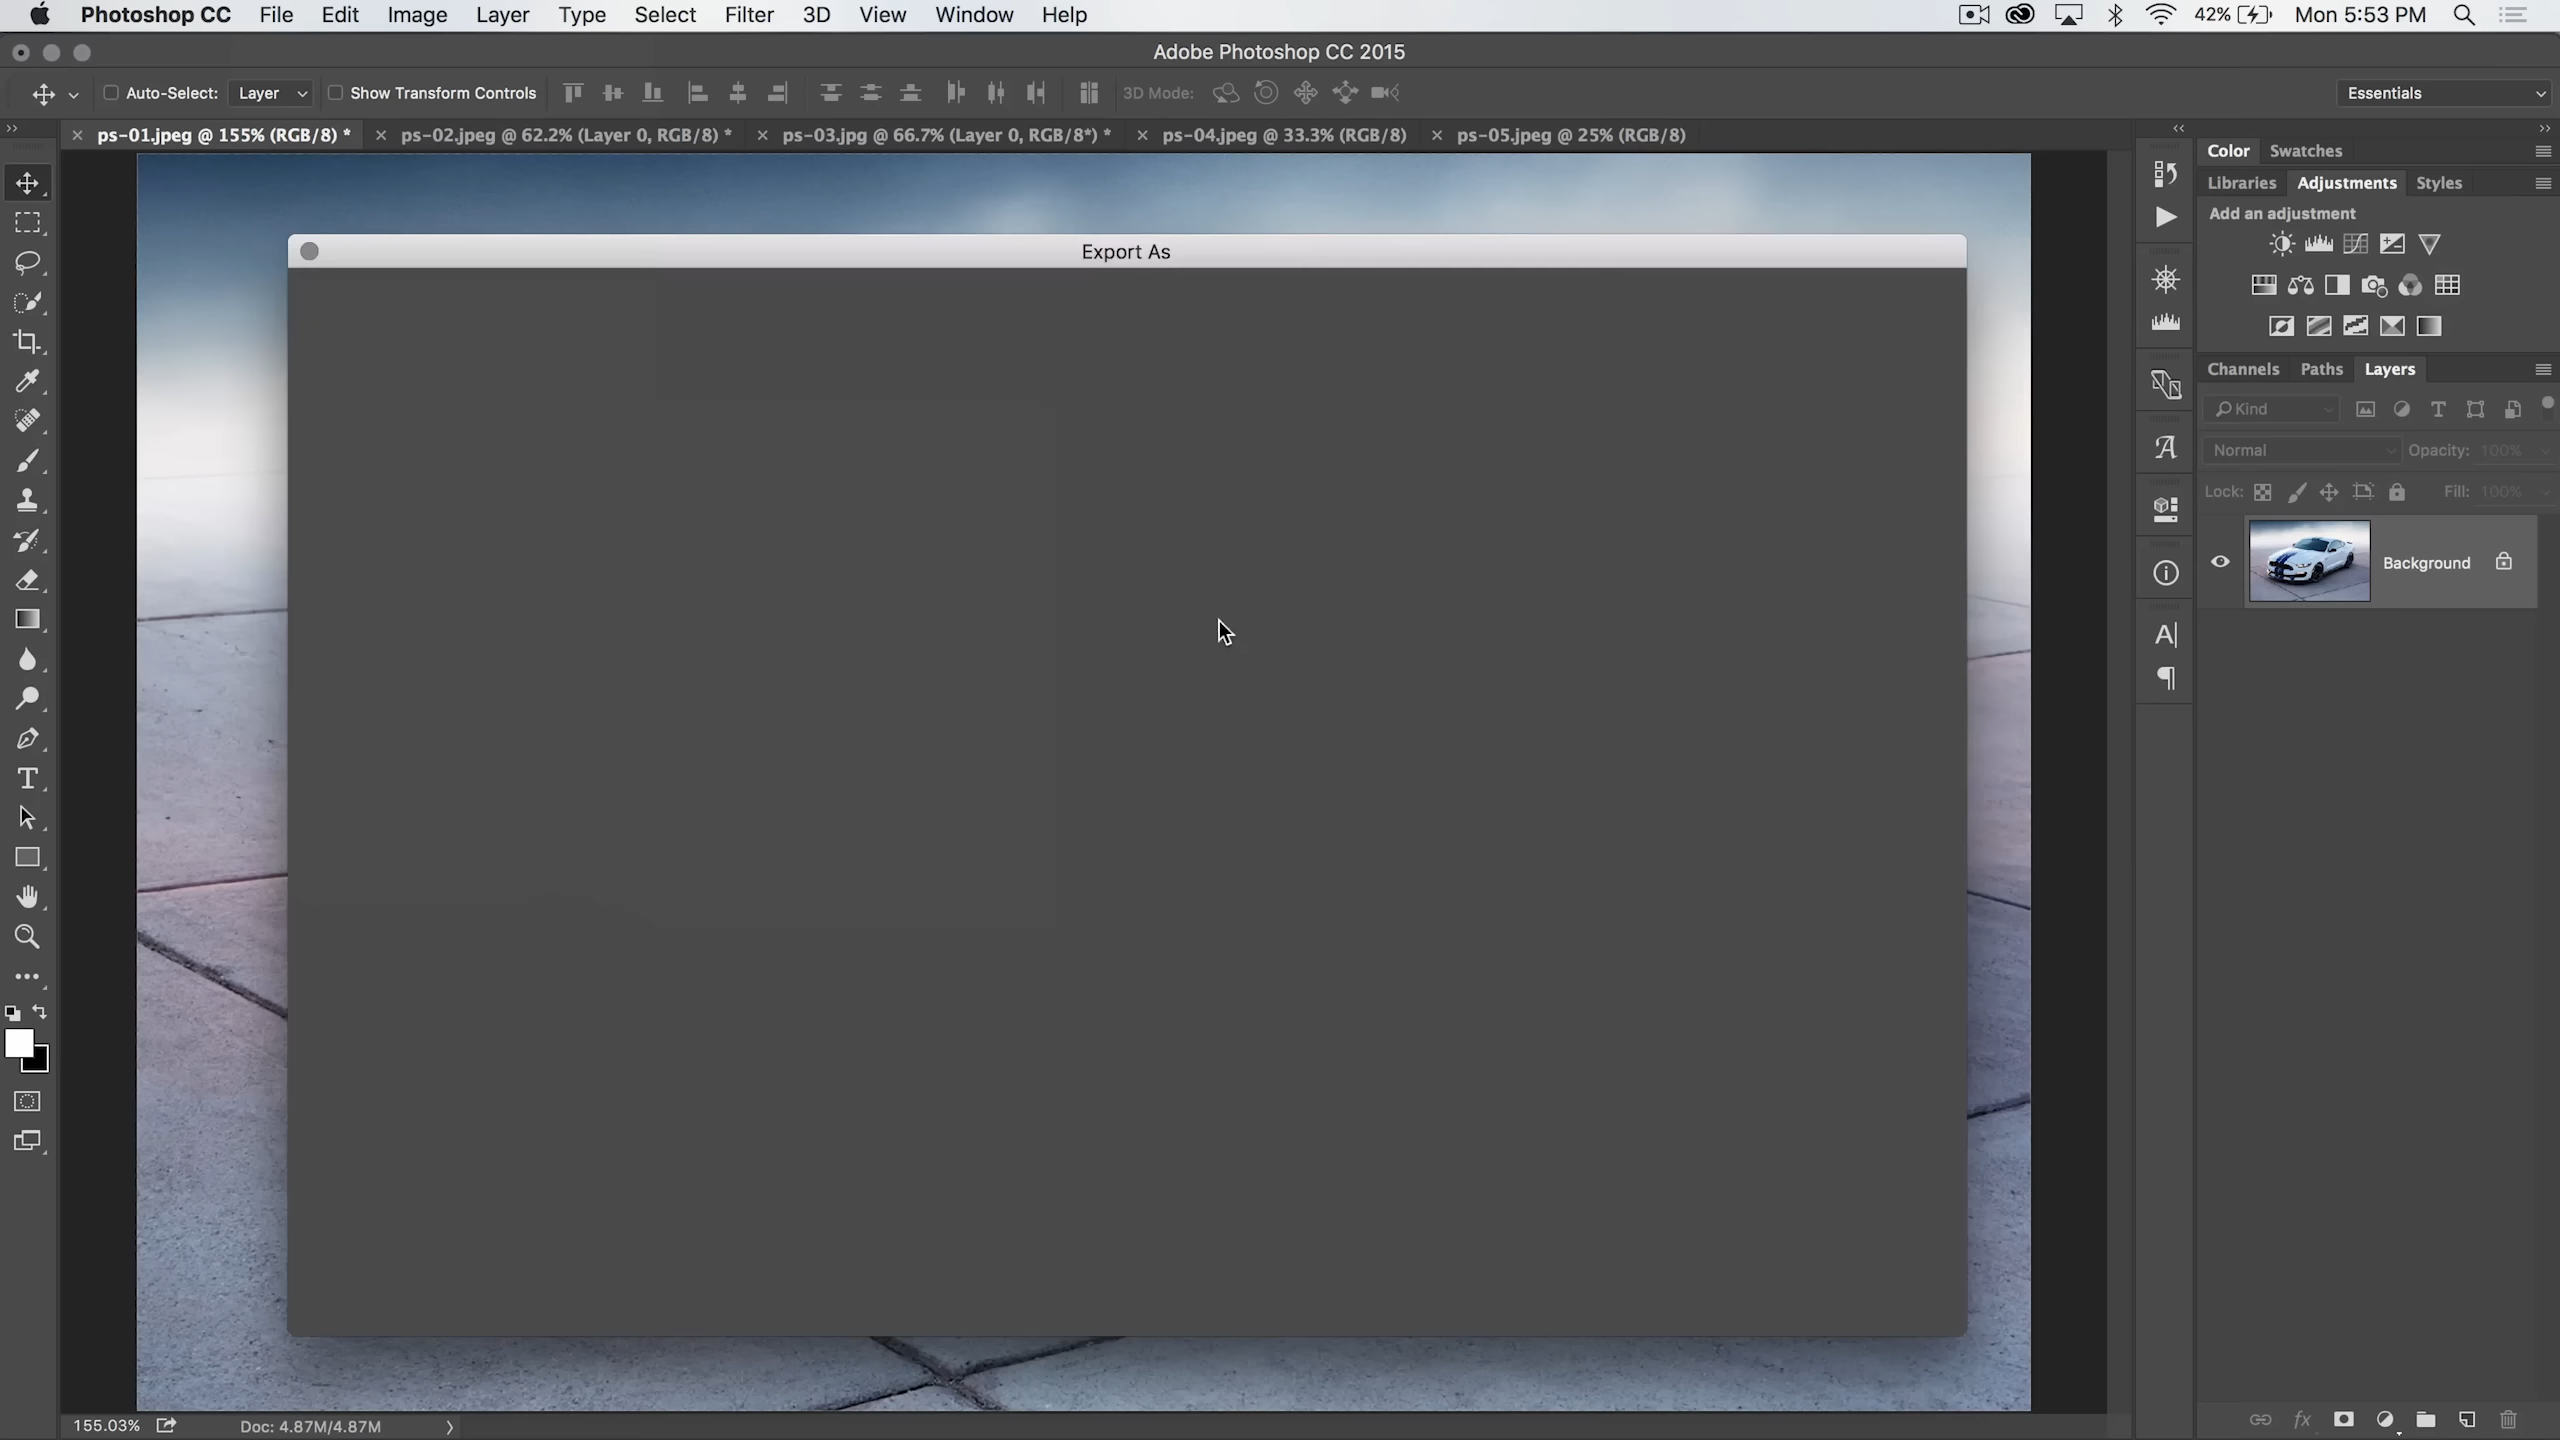 Photoshop CC File Edit Image Layer Type Select Filter 3D View Window Help 42% Mon 5:53 PM
Adobe Photoshop CC 2015
Auto-Select: Layer Show Transform Controls 3D Mode: Essentials
ps-01.jpeg @ 155% (RGB/8) * ps-02.jpeg @ 62.2% (Layer 0, RGB/8) * ps-03.jpg @ 66.7% (Layer 0, RGB/8*) * ps-04.jpeg @ 33.3% (RGB/8) ps-05.jpeg @ 25% (RGB/8)
Color Swatches
Libraries Adjustments Styles
Add an adjustment
Export As
Channels Paths Layers
Kind
Normal Opacity: 100%
Lock: Fill: 100%
Background
155.03% Doc: 4.87M/4.87M